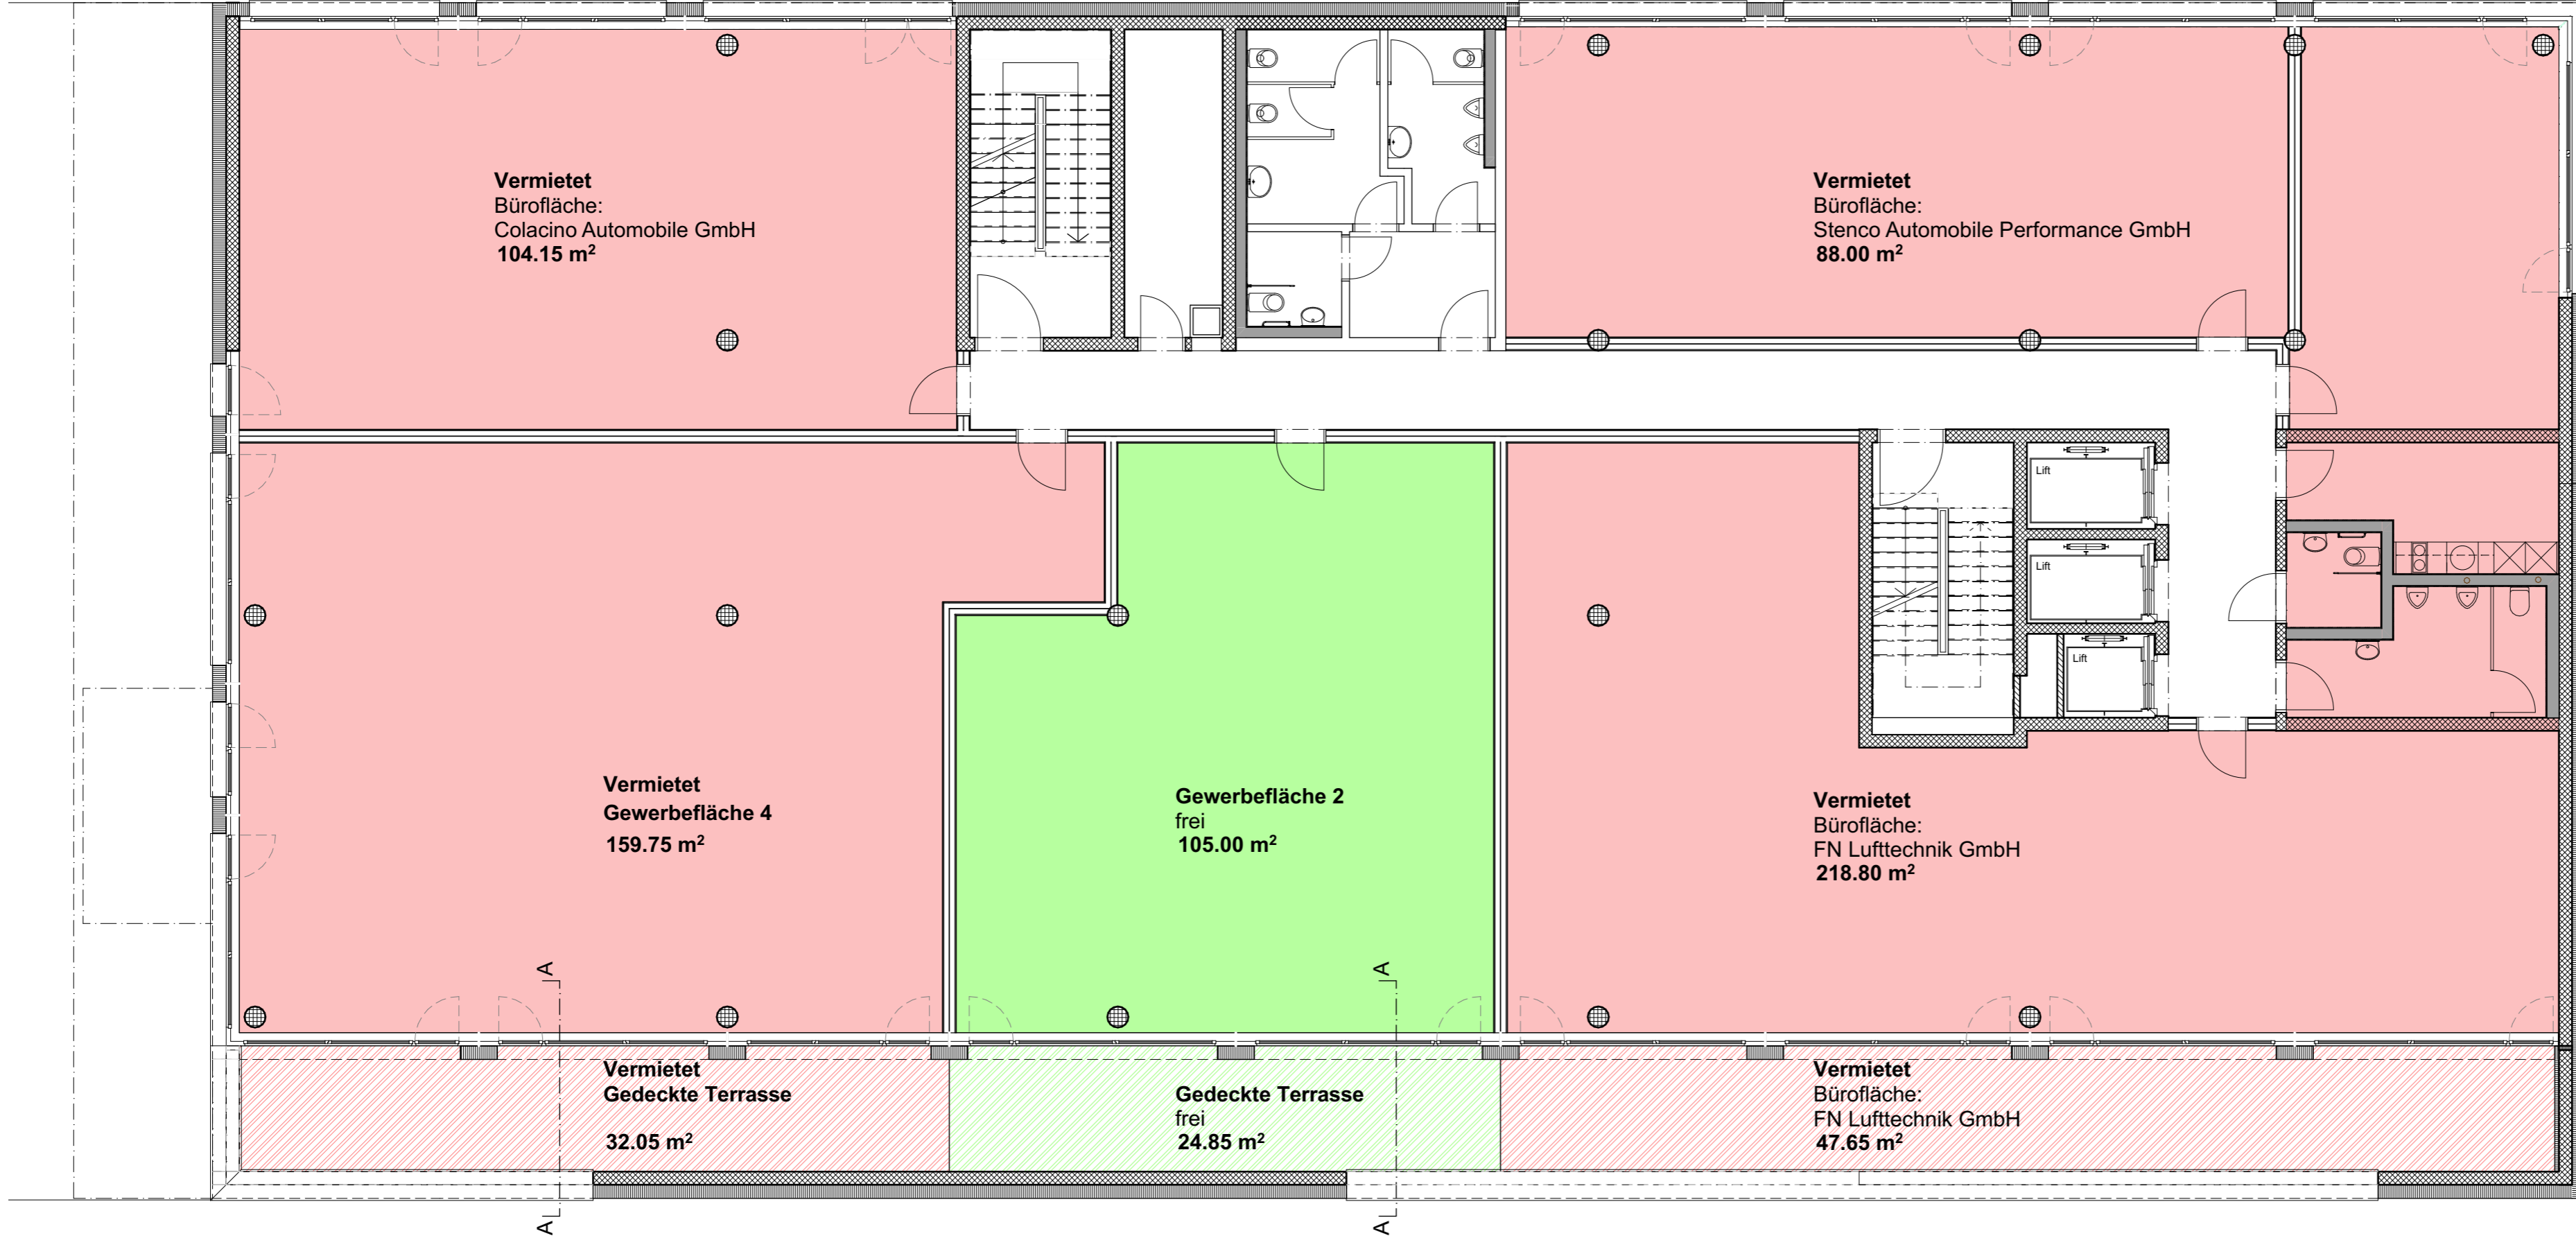 Vermietet
Bürofläche:
Colacino Automobile GmbH
104.15 m²
Vermietet
Bürofläche:
Stenco Automobile Performance GmbH
88.00 m²
Lift
Lift
Lift
Vermietet
Gewerbefläche 4
159.75 m²
Gewerbefläche 2
frei
105.00 m²
Vermietet
Bürofläche:
FN Lufttechnik GmbH
218.80 m²
A
A
Vermietet
Gedeckte Terrasse
32.05 m²
Gedeckte Terrasse
frei
24.85 m²
Vermietet
Bürofläche:
FN Lufttechnik GmbH
47.65 m²
A
A